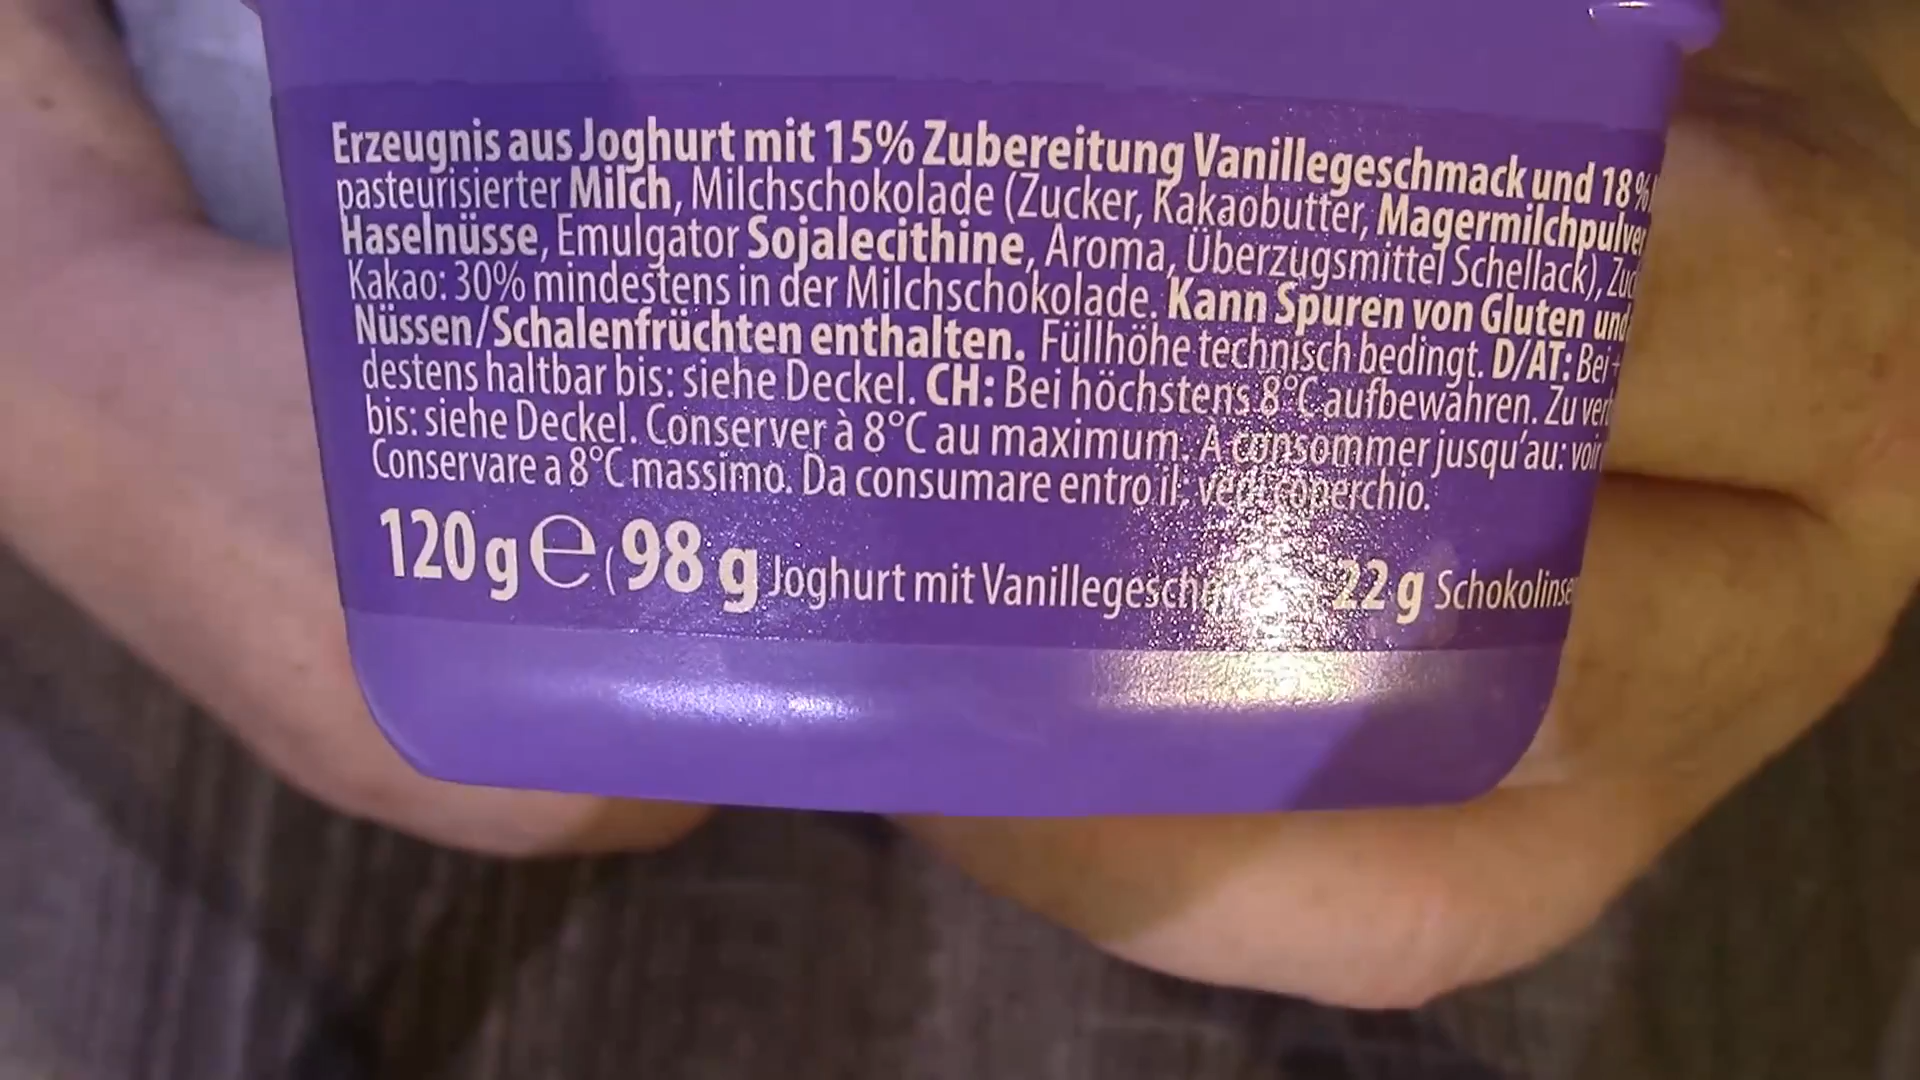 Erzeugnis aus Joghurt mit 15% Zubereitung Vanillegeschmack und 18%
pasteurisierter Milch, Milchschokolade (Zucker, Kakaobutter, Magermilchpulver
Haselnüsse, Emulgator Sojalecithine, Aroma, Überzugsmittel Schellack),
Kakao: 30% mindestens in der Milchschokolade. Kann Spuren von Gluten und
Nüssen/Schalenfrüchten enthalten. Füllhöhe technisch bedingt. D/AT: Bei
destens haltbar bis: siehe Deckel. CH: Bei höchstens 8°C aufbewahren. Zu
bis: siehe Deckel. Conserver à 8°C au maximum. A consommer jusqu'au: voir
Conservare a 8°C massimo. Da consumare entro il: vedi coperchio.
120 g e (98 g Joghurt mit 22 g